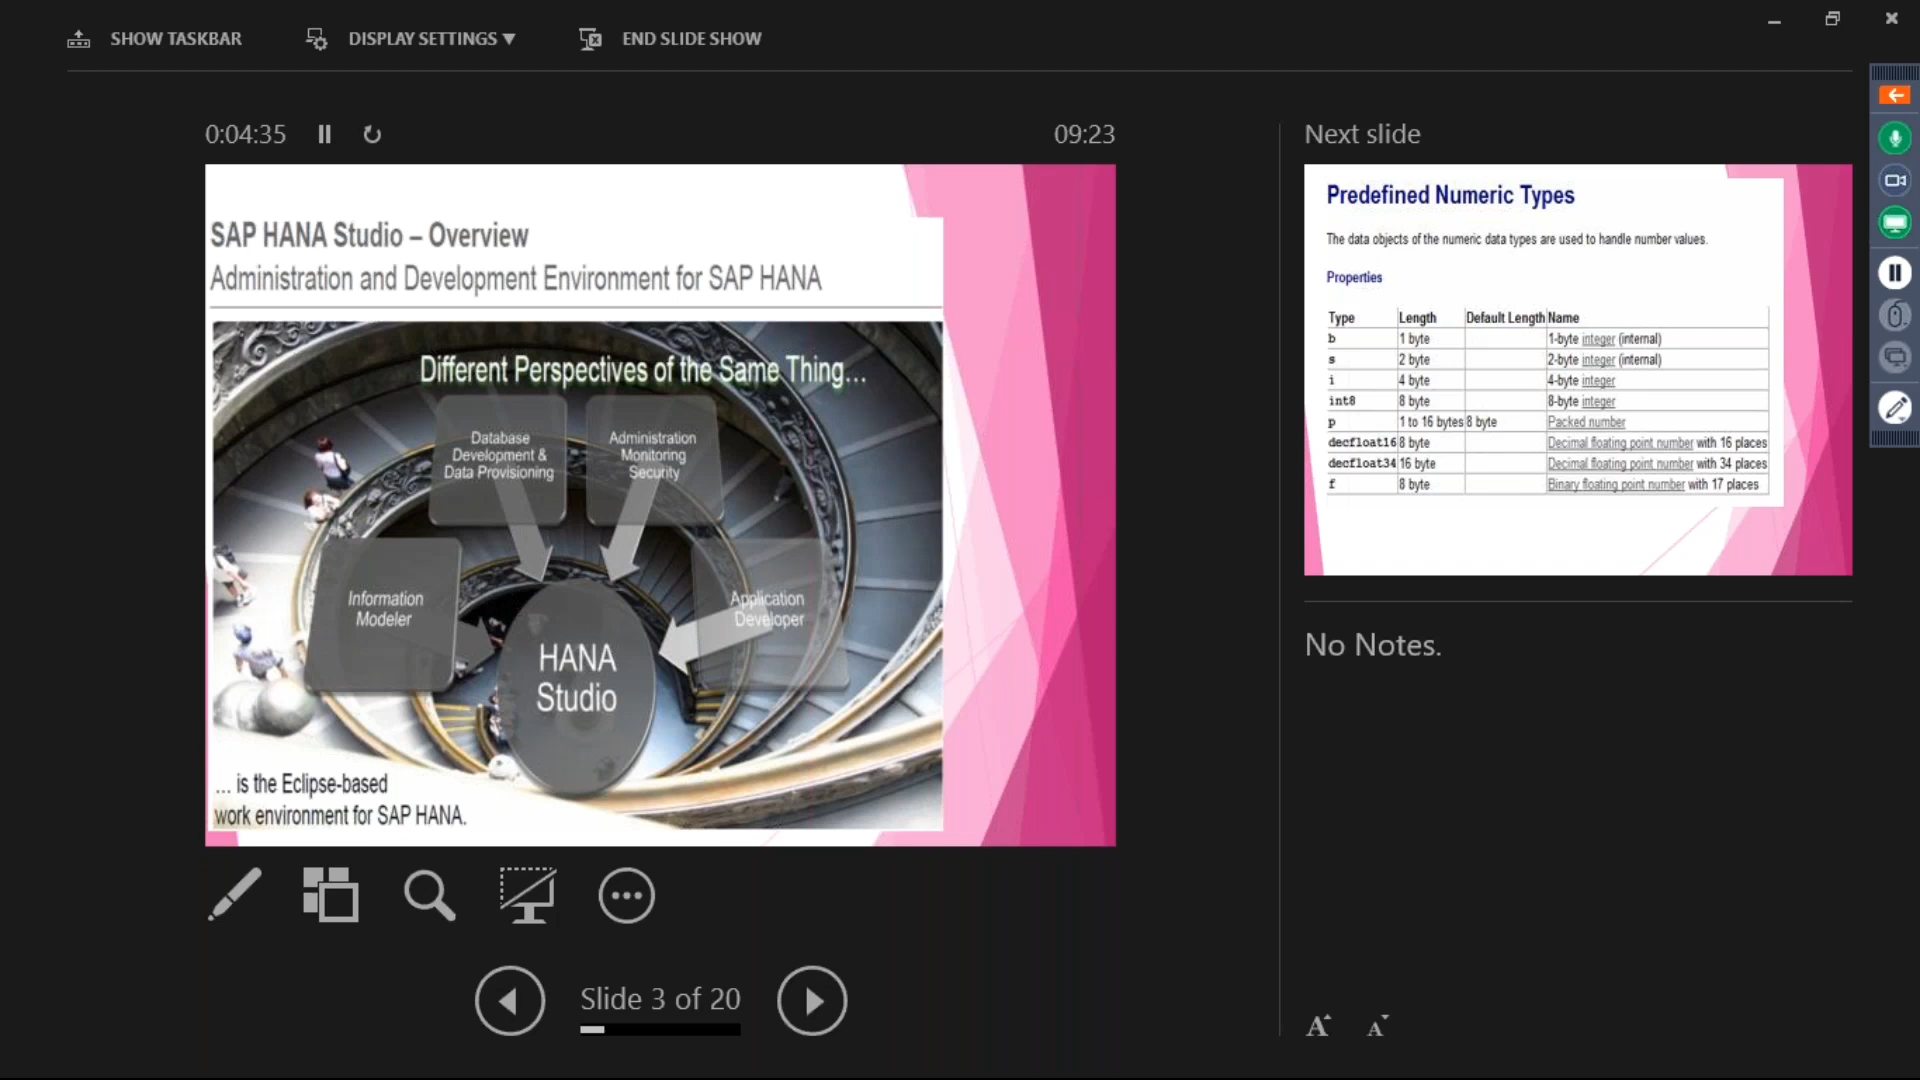 SHOW TASKBAR
DISPLAY SETTINGS
END SLIDE SHOW
0:04:35
09:23
SAP HANA Studio – Overview
Administration and Development Environment for SAP HANA
Different Perspectives of the Same Thing...
Database
Development &
Data Provisioning
Administration
Monitoring
Security
Information
Modeler
Application
Developer
HANA
Studio
... is the Eclipse-based
work environment for SAP HANA.
Slide 3 of 20
Next slide
Predefined Numeric Types
The data objects of the numeric data types are used to handle number values.
Properties
Type Length Default Length Name
b 1 byte 1-byte integer (internal)
s 2 byte 2-byte integer (internal)
i 4 byte 4-byte integer
int8 8 byte 8-byte integer
p 1 to 16 bytes 8 byte Packed number
decfloat16 8 byte Decimal floating point number with 16 places
decfloat34 16 byte Decimal floating point number with 34 places
f 8 byte Binary floating point number with 17 places
No Notes.
A A